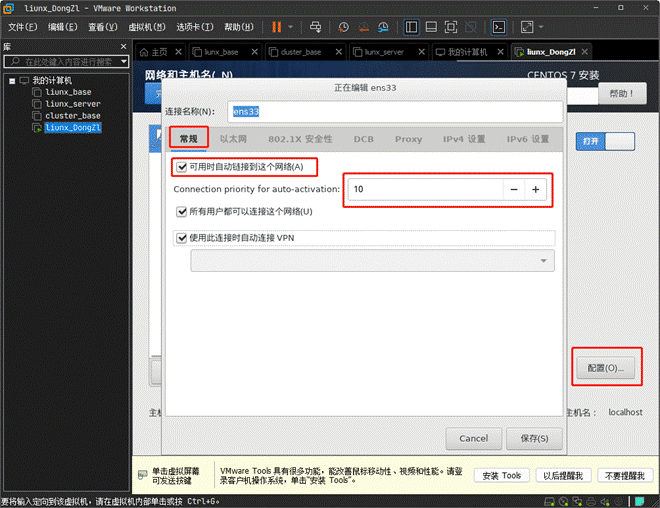 liunx_DongZl - VMware Workstation
文件(F) 编辑(E) 查看(V) 虚拟机(M) 选项卡(T) 帮助(H)
库
在此处键入内容进行搜索
我的计算机
liunx_base
liunx_server
cluster_base
liunx_DongZl
主页 liunx_base cluster_base liunx_server 我的计算机 liunx_DongZl
网络和主机名(_N)
CENTOS 7 安装
帮助！
正在编辑 ens33
连接名称(N): ens33
常规 以太网 802.1X 安全性 DCB Proxy IPv4 设置 IPv6 设置
打开
可用时自动链接到这个网络(A)
Connection priority for auto-activation: 10
所有用户都可以连接这个网络(U)
使用此连接时自动连接 VPN
配置(O)...
主机名： localhost
Cancel 保存(S)
单击虚拟屏幕
可发送按键
VMware Tools 具有很多功能，能改善鼠标移动性、视频和性能。请登
录客户机操作系统，单击“安装 Tools”。
安装 Tools 以后提醒我 不要提醒我
要将输入定向到该虚拟机，请在虚拟机内部单击或按 Ctrl+G。